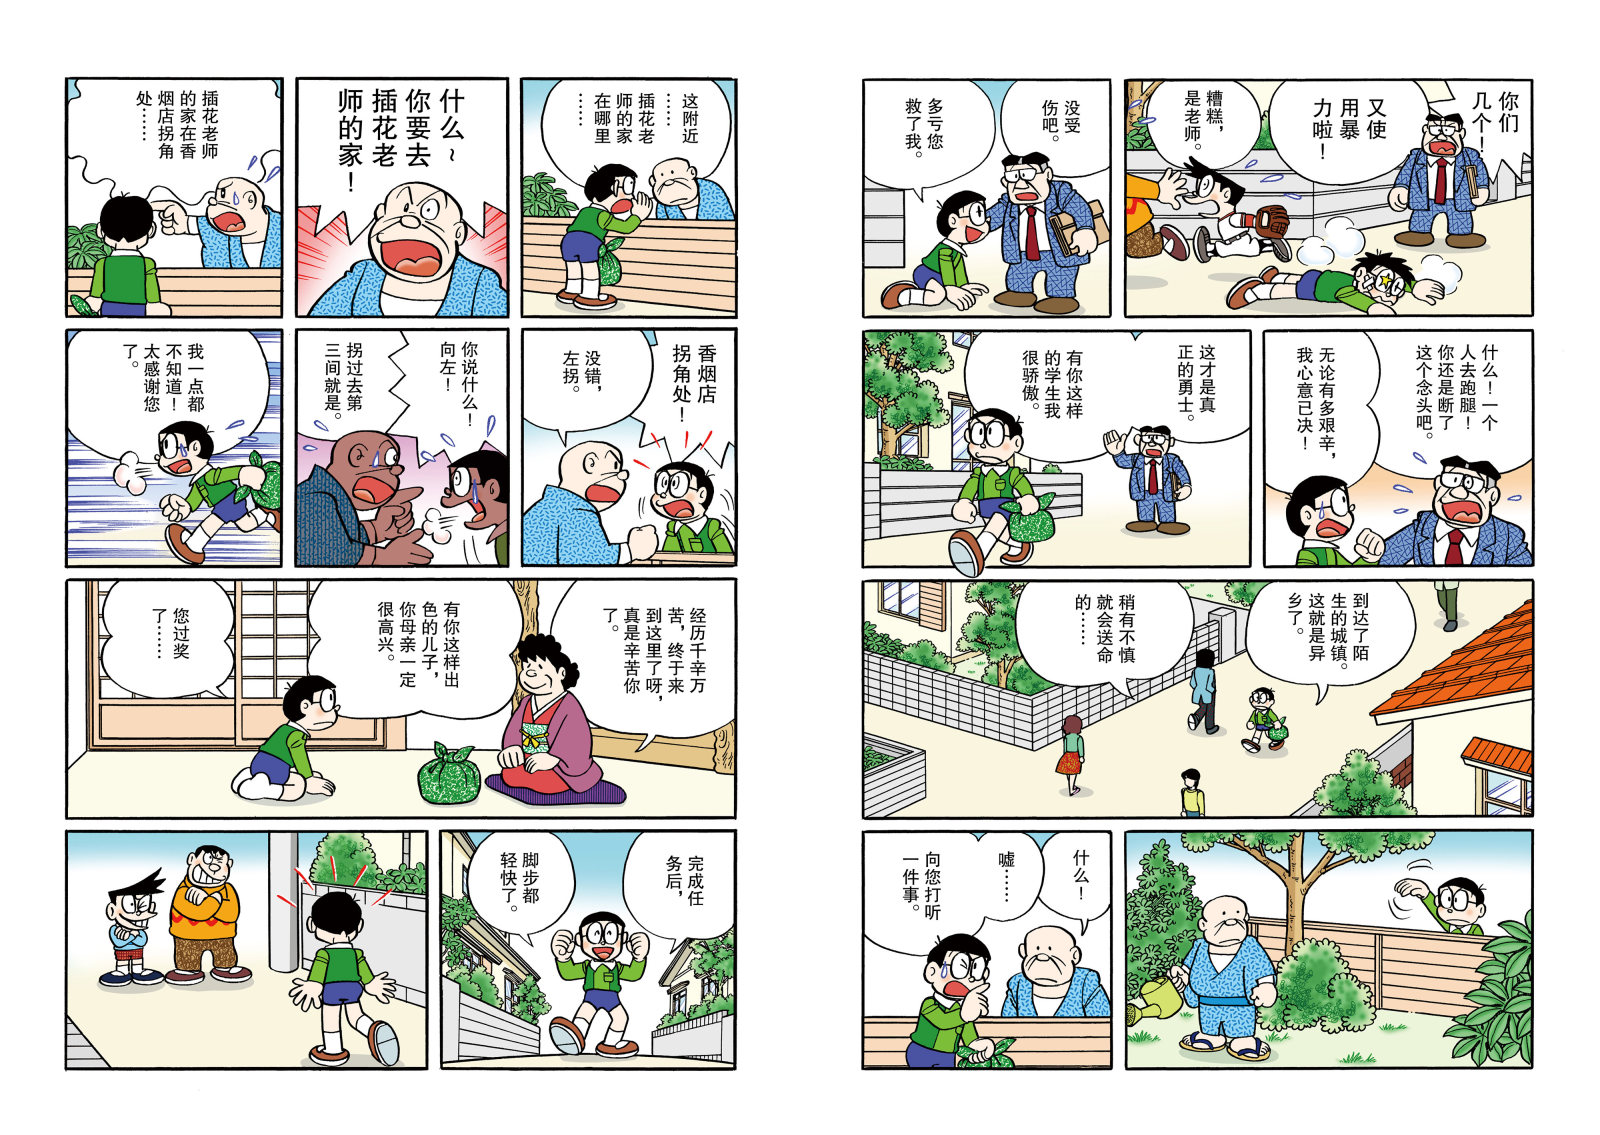 你们
几个！
又使
用暴
力啦！
糟糕，
是老师。
没受
伤吧。
多亏您
救了我。
什么！一个
人去跑腿！
你还是断了
这个念头吧。
无论有多艰辛，
我心意已决！
这才是真
正的勇士。
有你这样
的学生我
很骄傲。
到达了陌
生的城镇。
这就是异
乡了。
稍有不慎
就会送命
的……
什么！
嘘……
向您打听
一件事。
这附近
……
插花老
师的家
在哪里
……
什么~
你要去
插花老
师的家！
插花老师
的家在香
烟店拐角
处……
香烟店
拐角处！
没错，
左拐。
你说什么！
向左！
拐过去第
三间就是。
我一点都
不知道！
太感谢您
了。
经历千辛万
苦，终于来
到这里了呀，
真是辛苦你
了。
有你这样出
色的儿子，
你母亲一定
很高兴。
您过奖
了……
完成任
务后，
脚步都
轻快了。